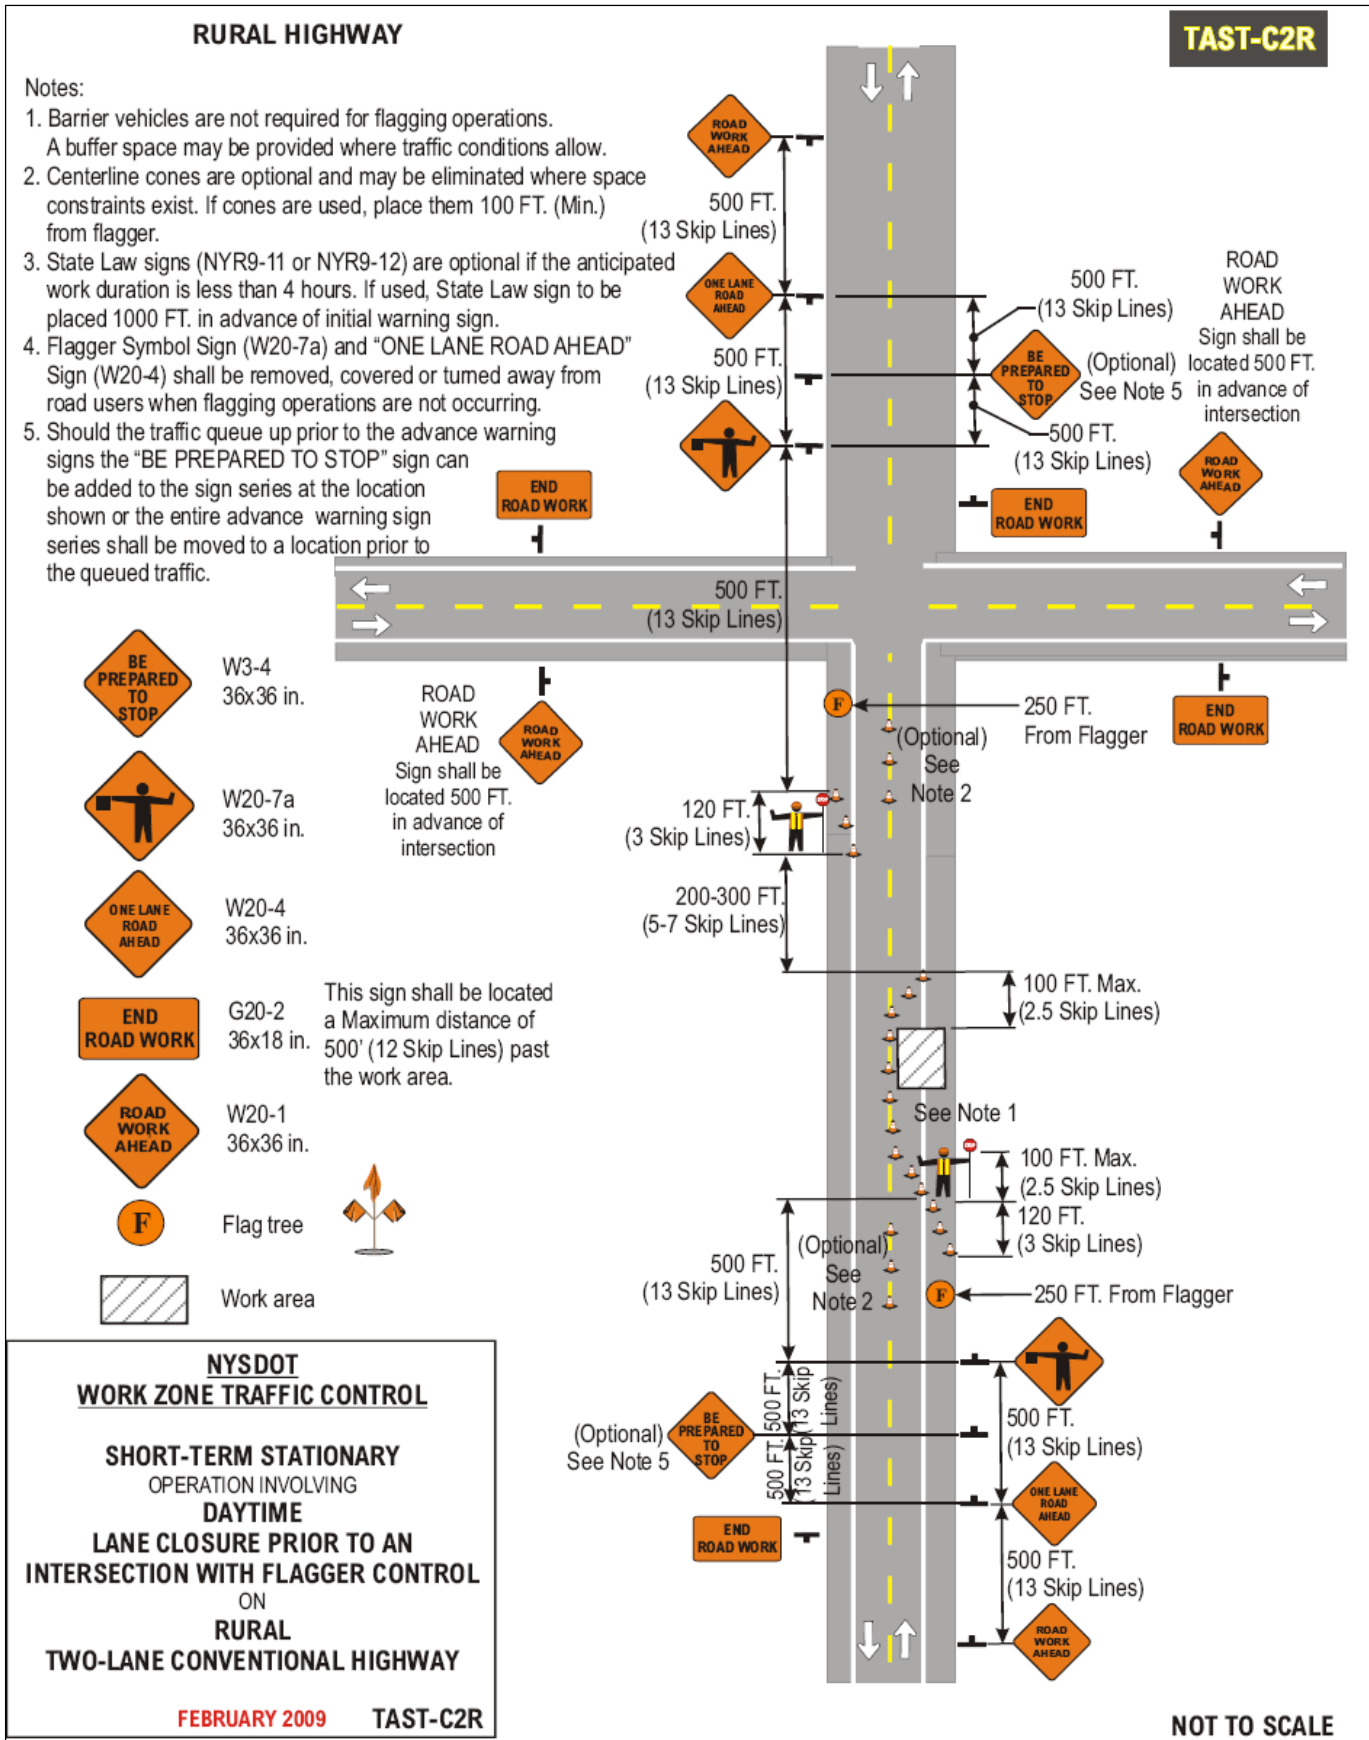 RURAL HIGHWAY
TAST-C2R
Notes:
1. Barrier vehicles are not required for flagging operations.
A buffer space may be provided where traffic conditions allow.
2. Centerline cones are optional and may be eliminated where space
constraints exist. If cones are used, place them 100 FT. (Min.)
from flagger.
3. State Law signs (NYR9-11 or NYR9-12) are optional if the anticipated
work duration is less than 4 hours. If used, State Law sign to be
placed 1000 FT. in advance of initial warning sign.
4. Flagger Symbol Sign (W20-7a) and “ONE LANE ROAD AHEAD”
Sign (W20-4) shall be removed, covered or turned away from
road users when flagging operations are not occurring.
5. Should the traffic queue up prior to the advance warning
signs the “BE PREPARED TO STOP” sign can
be added to the sign series at the location
shown or the entire advance warning sign
series shall be moved to a location prior to
the queued traffic.
ROAD
WORK
AHEAD
500 FT.
(13 Skip Lines)
ONE LANE
ROAD
AHEAD
500 FT.
(13 Skip Lines)
500 FT.
(13 Skip Lines)
BE
PREPARED
TO
STOP
(Optional)
See Note 5
500 FT.
(13 Skip Lines)
ROAD
WORK
AHEAD
Sign shall be
located 500 FT.
in advance of
intersection
ROAD
WORK
AHEAD
END
ROAD WORK
END
ROAD WORK
500 FT.
(13 Skip Lines)
BE
PREPARED
TO
STOP
W3-4
36x36 in.
W20-7a
36x36 in.
ONE LANE
ROAD
AHEAD
W20-4
36x36 in.
END
ROAD WORK
G20-2
36x18 in.
This sign shall be located
a Maximum distance of
500' (12 Skip Lines) past
the work area.
ROAD
WORK
AHEAD
W20-1
36x36 in.
F
Flag tree
Work area
ROAD
WORK
AHEAD
Sign shall be
located 500 FT.
in advance of
intersection
ROAD
WORK
AHEAD
END
ROAD WORK
F
250 FT.
From Flagger
(Optional)
See
Note 2
120 FT.
(3 Skip Lines)
STOP
200-300 FT.
(5-7 Skip Lines)
100 FT. Max.
(2.5 Skip Lines)
See Note 1
STOP
100 FT. Max.
(2.5 Skip Lines)
120 FT.
(3 Skip Lines)
500 FT.
(13 Skip Lines)
(Optional)
See
Note 2
F
250 FT. From Flagger
500 FT.
(13 Skip
Lines)
500 FT.
(13 Skip
Lines)
(Optional)
See Note 5
BE
PREPARED
TO
STOP
500 FT.
(13 Skip Lines)
ONE LANE
ROAD
AHEAD
END
ROAD WORK
500 FT.
(13 Skip Lines)
ROAD
WORK
AHEAD
NYSDOT
WORK ZONE TRAFFIC CONTROL
SHORT-TERM STATIONARY
OPERATION INVOLVING
DAYTIME
LANE CLOSURE PRIOR TO AN
INTERSECTION WITH FLAGGER CONTROL
ON
RURAL
TWO-LANE CONVENTIONAL HIGHWAY
FEBRUARY 2009 TAST-C2R
NOT TO SCALE